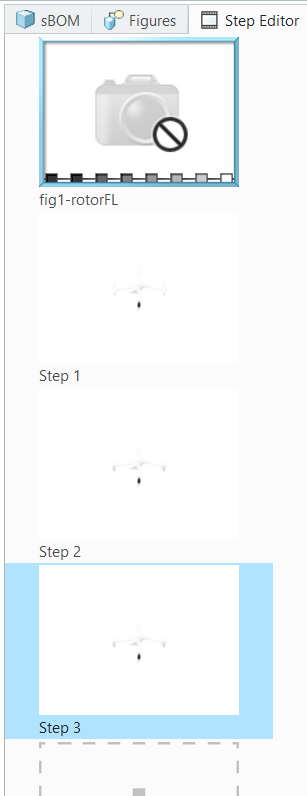 sBOM Figures Step Editor
fig1-rotorFL
Step 1
Step 2
Step 3